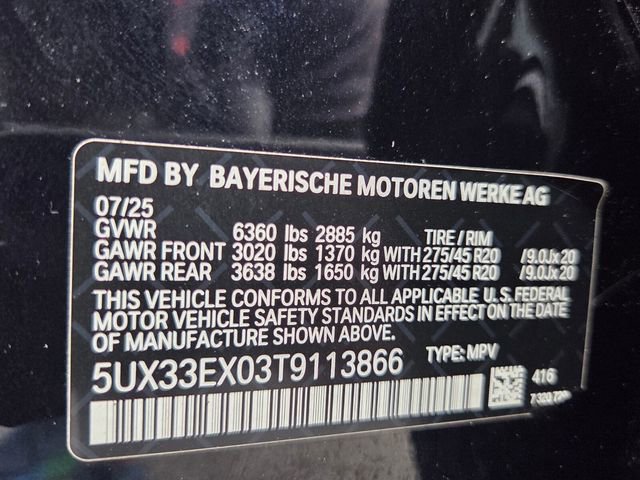 MFD BY BAYERISCHE MOTOREN WERKE AG
07/25
GVWR 6360 lbs 2885 kg TIRE / RIM
GAWR FRONT 3020 lbs 1370 kg WITH 275/45 R20 /9.0Jx20
GAWR REAR 3638 lbs 1650 kg WITH 275/45 R20 /9.0Jx20
THIS VEHICLE CONFORMS TO ALL APPLICABLE U.S. FEDERAL
MOTOR VEHICLE SAFETY STANDARDS IN EFFECT ON THE DATE
OF MANUFACTURE SHOWN ABOVE.
5UX33EX03T9113866 TYPE: MPV
416